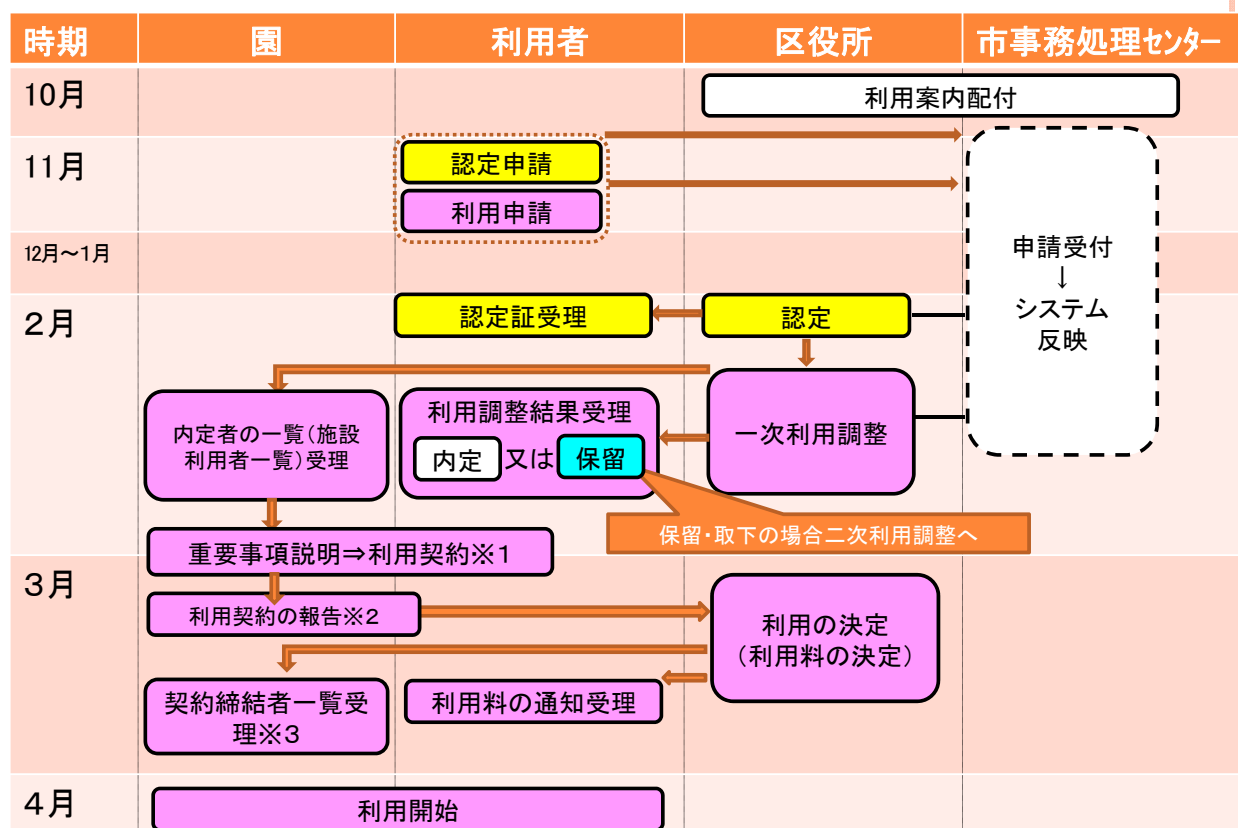 時期
園
利用者
区役所
市事務処理センター
10月
利用案内配付
11月
認定申請
利用申請
12月～1月
申請受付
↓
システム
反映
２月
認定証受理
認定
内定者の一覧（施設
利用者一覧）受理
利用調整結果受理
内定 又は 保留
一次利用調整
保留・取下の場合二次利用調整へ
重要事項説明⇒利用契約※１
３月
利用契約の報告※２
利用の決定
（利用料の決定）
契約締結者一覧受
理※３
利用料の通知受理
４月
利用開始